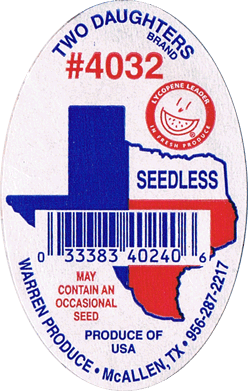 TWO DAUGHTERS
BRAND
#4032
LYCOPENE LEADER
IN FRESH PRODUCE
SEEDLESS
0 33383 40240 6
MAY
CONTAIN AN
OCCASIONAL
SEED
PRODUCE OF
USA
WARREN PRODUCE • McALLEN, TX • 956-287-2217